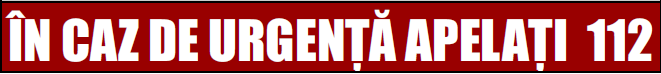 ÎN CAZ DE URGENȚĂ APELAȚI 112